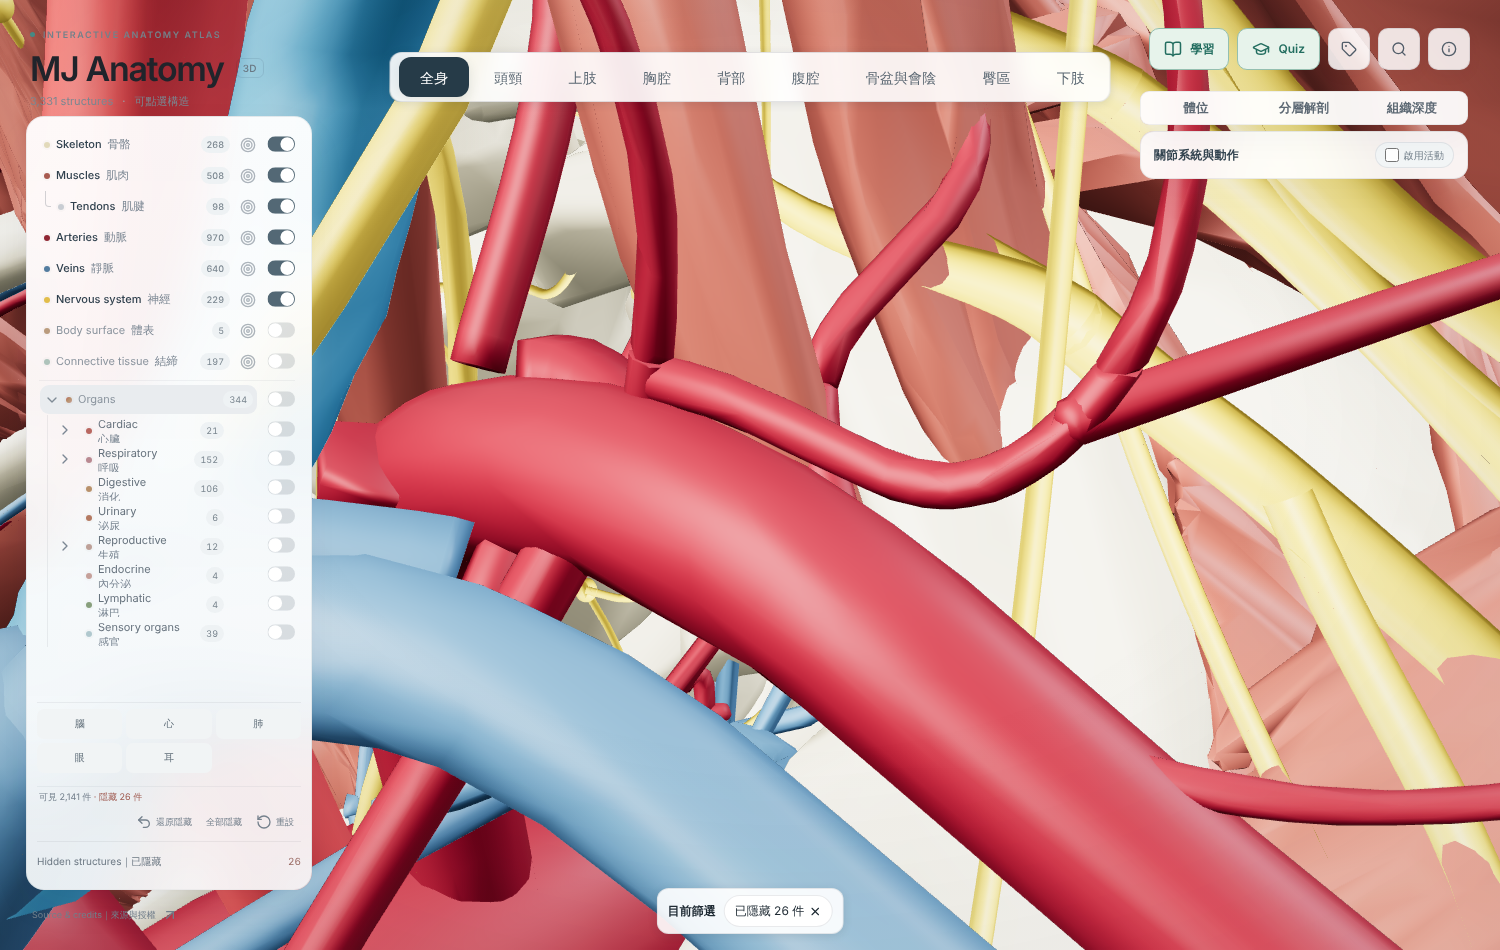 INTERACTIVE ANATOMY ATLAS
MJ Anatomy
3D
structures · 可點選構造
全身
頭頸
上肢
胸腔
背部
腹腔
骨盆與會陰
臀區
下肢
學習
Quiz
體位
分層解剖
組織深度
關節系統與動作
啟用活動
Skeleton 骨骼 268
Muscles 肌肉 508
Tendons 肌腱 98
Arteries 動脈 970
Veins 靜脈 640
Nervous system 神經 229
Body surface 體表 5
Connective tissue 結締 197
Organs 344
Cardiac 21
心臟
Respiratory 152
呼吸
Digestive 106
消化
Urinary 6
泌尿
Reproductive 12
生殖
Endocrine 4
內分泌
Lymphatic 4
淋巴
Sensory organs 39
感官
腦
心
肺
眼
耳
可見 2,141 件 · 隱藏 26 件
還原隱藏
全部隱藏
重設
Hidden structures | 已隱藏 26
credits | 來源與授權
目前篩選
已隱藏 26 件 ✕